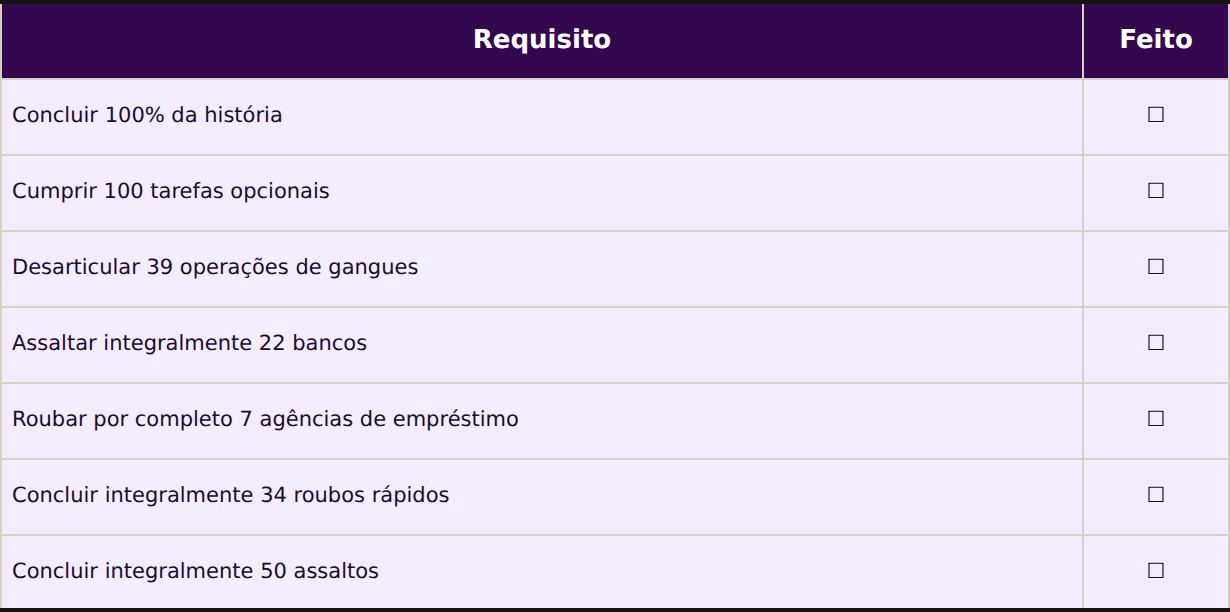 Requisito Feito
Concluir 100% da história ☐
Cumprir 100 tarefas opcionais ☐
Desarticular 39 operações de gangues ☐
Assaltar integralmente 22 bancos ☐
Roubar por completo 7 agências de empréstimo ☐
Concluir integralmente 34 roubos rápidos ☐
Concluir integralmente 50 assaltos ☐